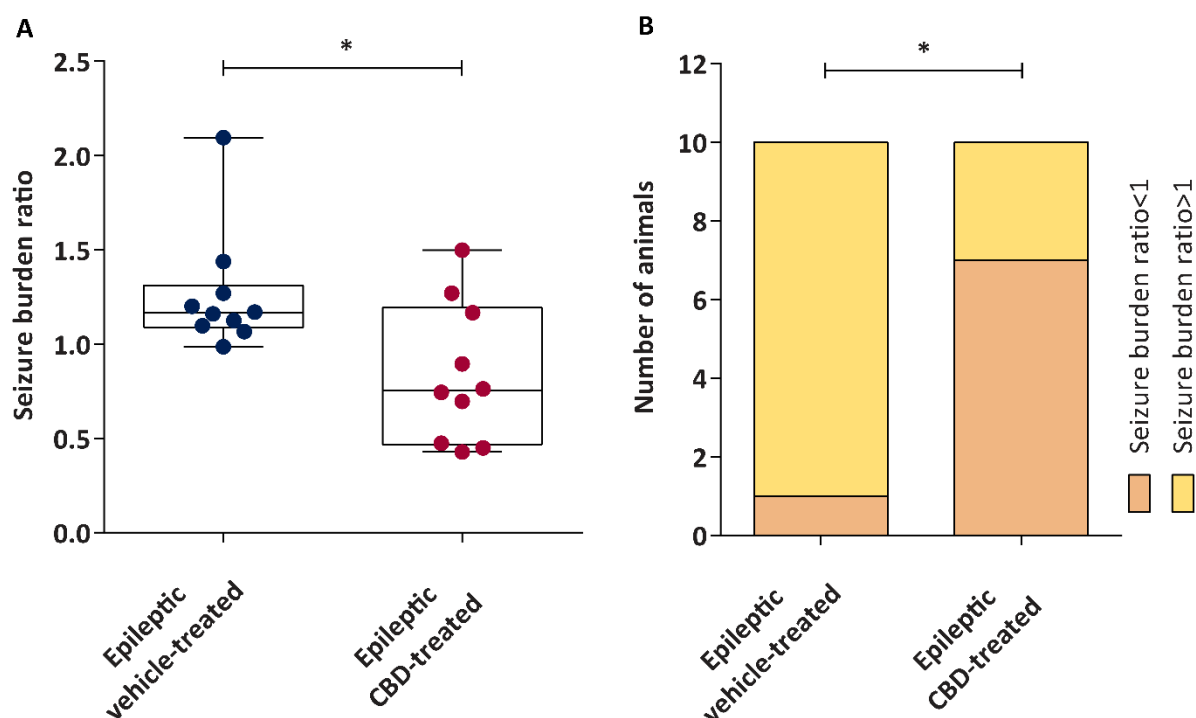 A
*
Seizure burden ratio
2.5
2.0
1.5
1.0
0.5
0.0
Epileptic
vehicle-treated
Epileptic
CBD-treated
B
*
Number of animals
12
10
8
6
4
2
0
Epileptic
vehicle-treated
Epileptic
CBD-treated
Seizure burden ratio<1
Seizure burden ratio>1